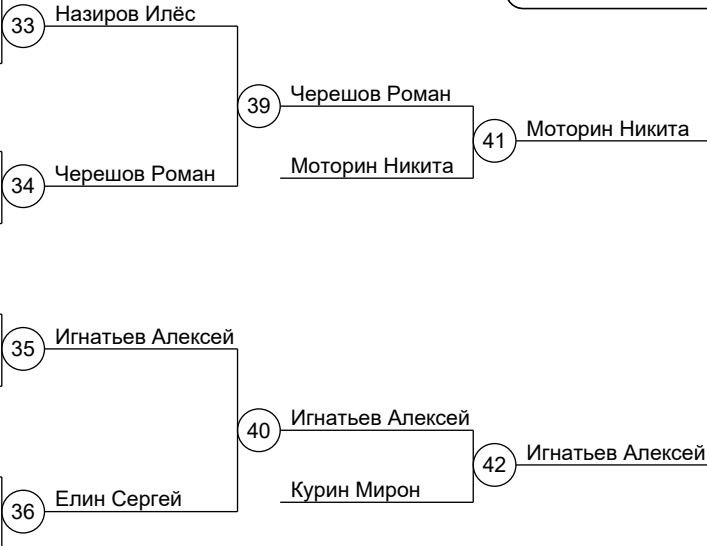 33
Назиров Илёс
39
Черешов Роман
41
Моторин Никита
Моторин Никита
34
Черешов Роман
35
Игнатьев Алексей
40
Игнатьев Алексей
42
Игнатьев Алексей
Курин Мирон
36
Елин Сергей